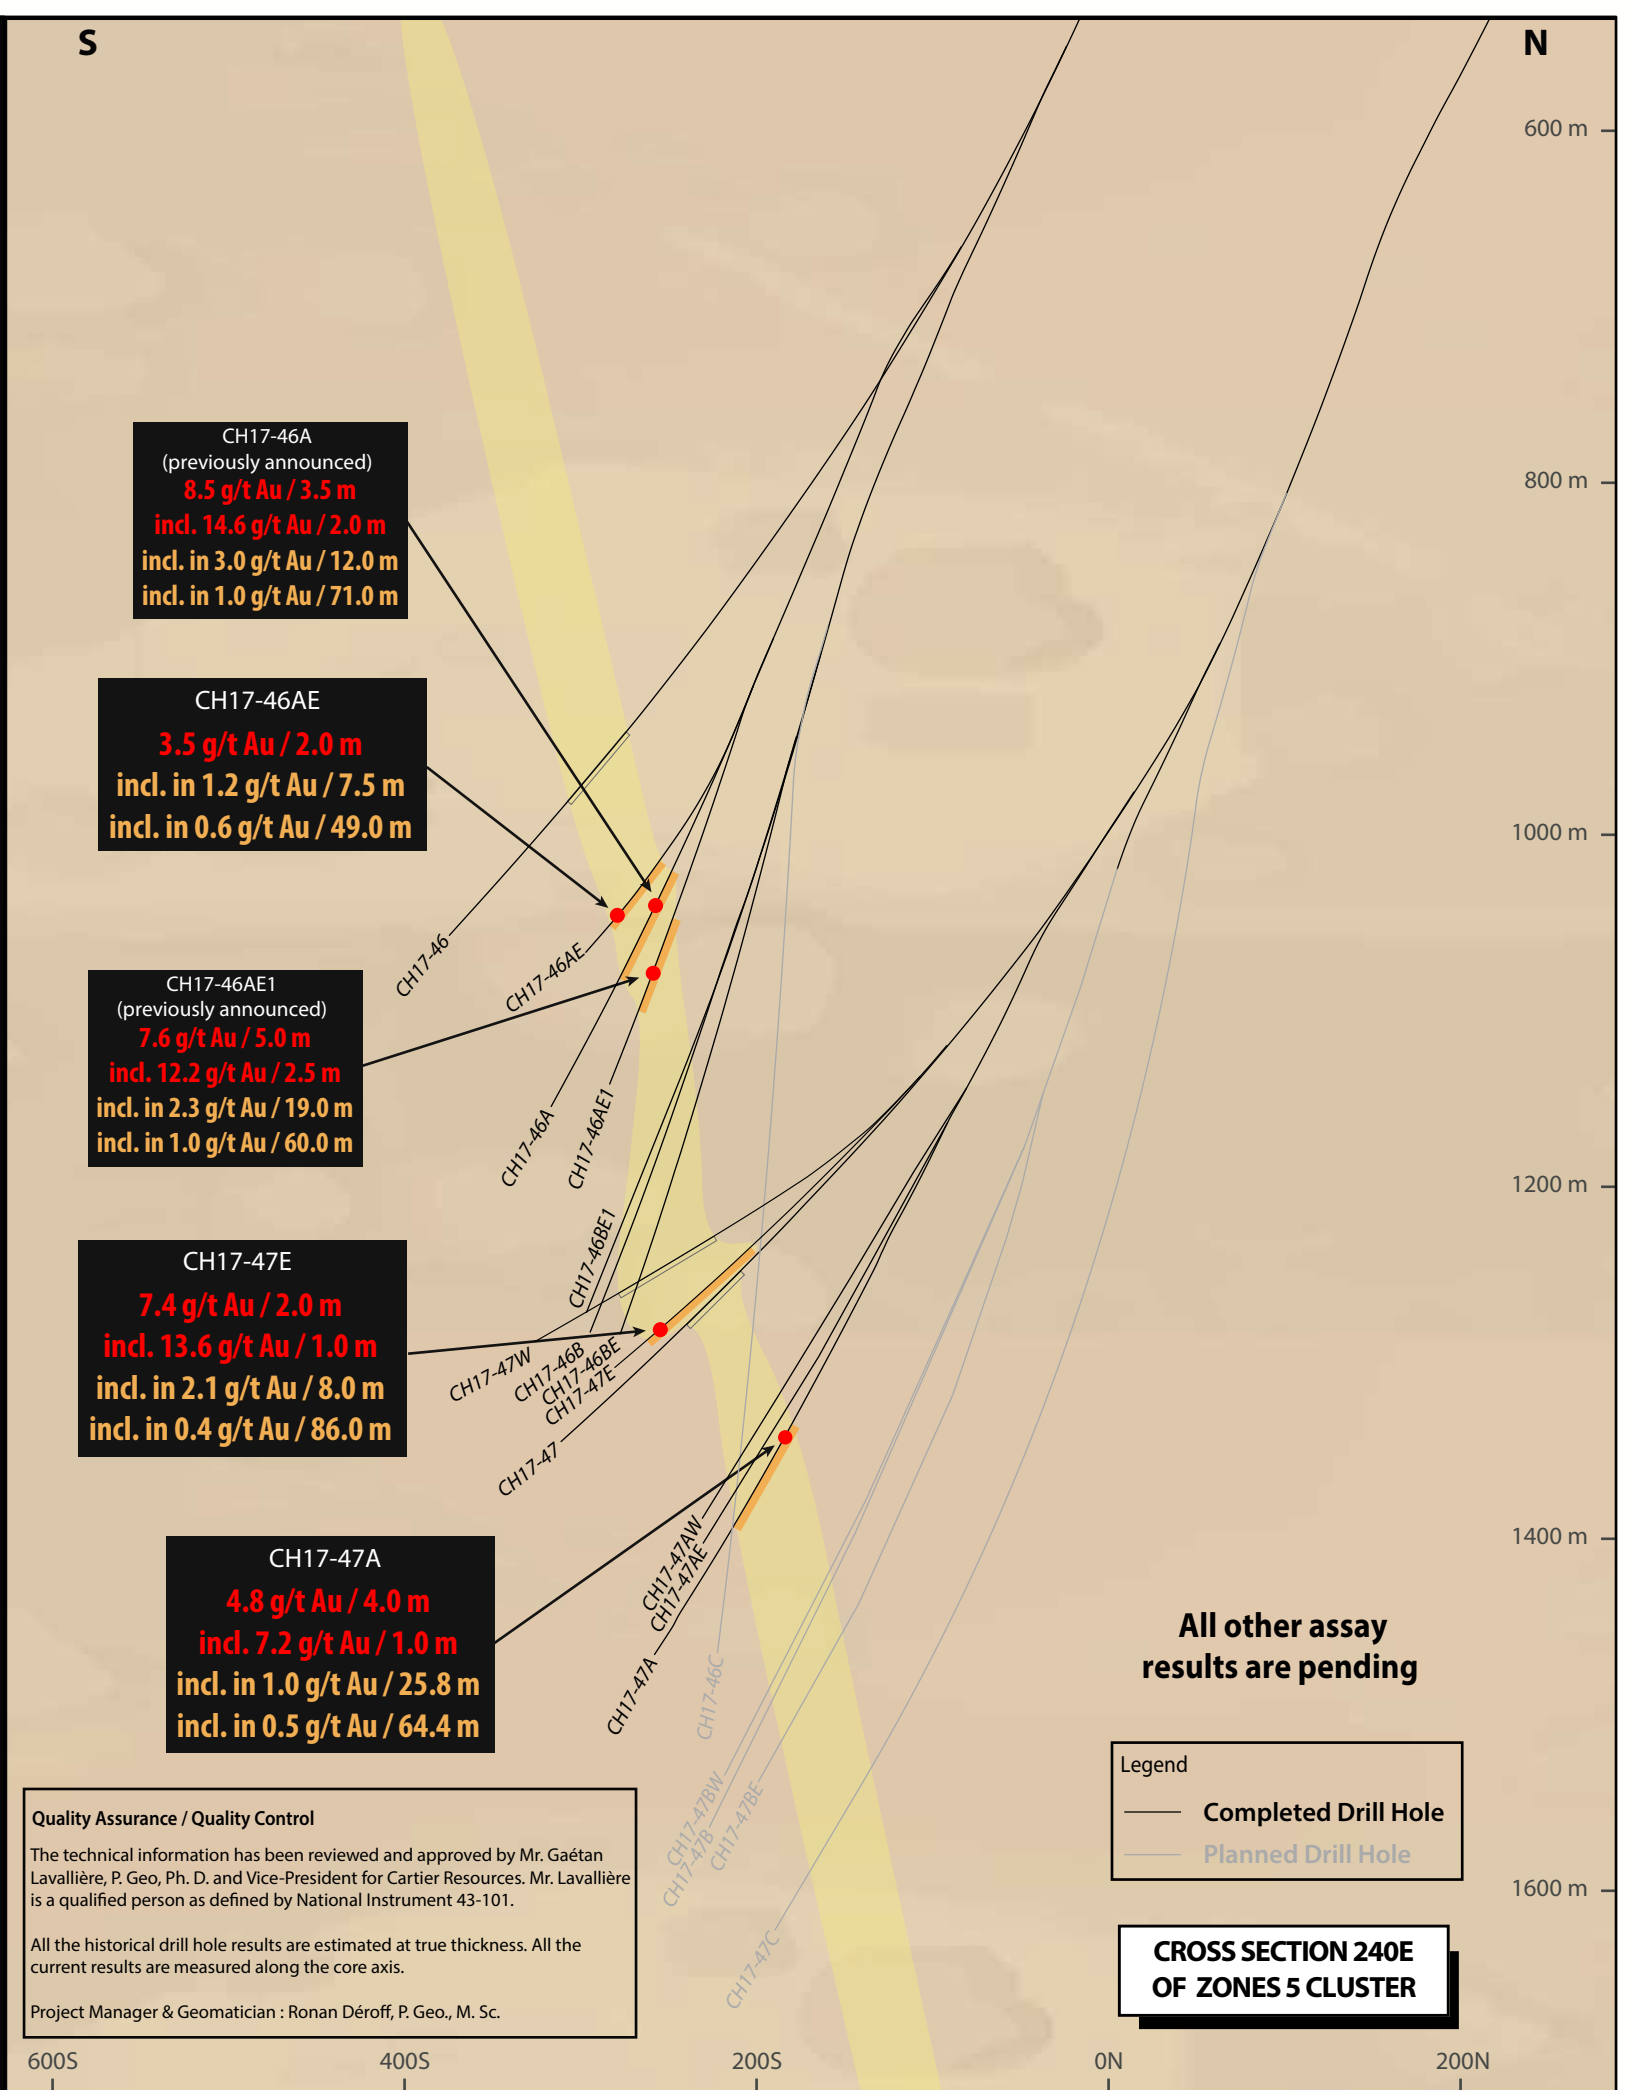 S
N
600 m
800 m
1000 m
1200 m
1400 m
1600 m
CH17-46A
(previously announced)
8.5 g/t Au / 3.5 m
incl. 14.6 g/t Au / 2.0 m
incl. in 3.0 g/t Au / 12.0 m
incl. in 1.0 g/t Au / 71.0 m
CH17-46AE
3.5 g/t Au / 2.0 m
incl. in 1.2 g/t Au / 7.5 m
incl. in 0.6 g/t Au / 49.0 m
CH17-46AE1
(previously announced)
7.6 g/t Au / 5.0 m
incl. 12.2 g/t Au / 2.5 m
incl. in 2.3 g/t Au / 19.0 m
incl. in 1.0 g/t Au / 60.0 m
CH17-47E
7.4 g/t Au / 2.0 m
incl. 13.6 g/t Au / 1.0 m
incl. in 2.1 g/t Au / 8.0 m
incl. in 0.4 g/t Au / 86.0 m
CH17-47A
4.8 g/t Au / 4.0 m
incl. 7.2 g/t Au / 1.0 m
incl. in 1.0 g/t Au / 25.8 m
incl. in 0.5 g/t Au / 64.4 m
CH17-46
CH17-46AE
CH17-46A
CH17-46AE1
CH17-46BE1
CH17-47W
CH17-46B
CH17-46BE
CH17-47E
CH17-47
CH17-47AW
CH17-47AE
CH17-47A
CH17-46C
CH17-47BW
CH17-47B
CH17-47BE
CH17-47C
All other assay
results are pending
Legend
Completed Drill Hole
Planned Drill Hole
CROSS SECTION 240E
OF ZONES 5 CLUSTER
Quality Assurance / Quality Control
The technical information has been reviewed and approved by Mr. Gaétan
Lavallière, P. Geo, Ph. D. and Vice-President for Cartier Resources. Mr. Lavallière
is a qualified person as defined by National Instrument 43-101.
All the historical drill hole results are estimated at true thickness. All the
current results are measured along the core axis.
Project Manager & Geomatician : Ronan Déroff, P. Geo., M. Sc.
600S
400S
200S
0N
200N